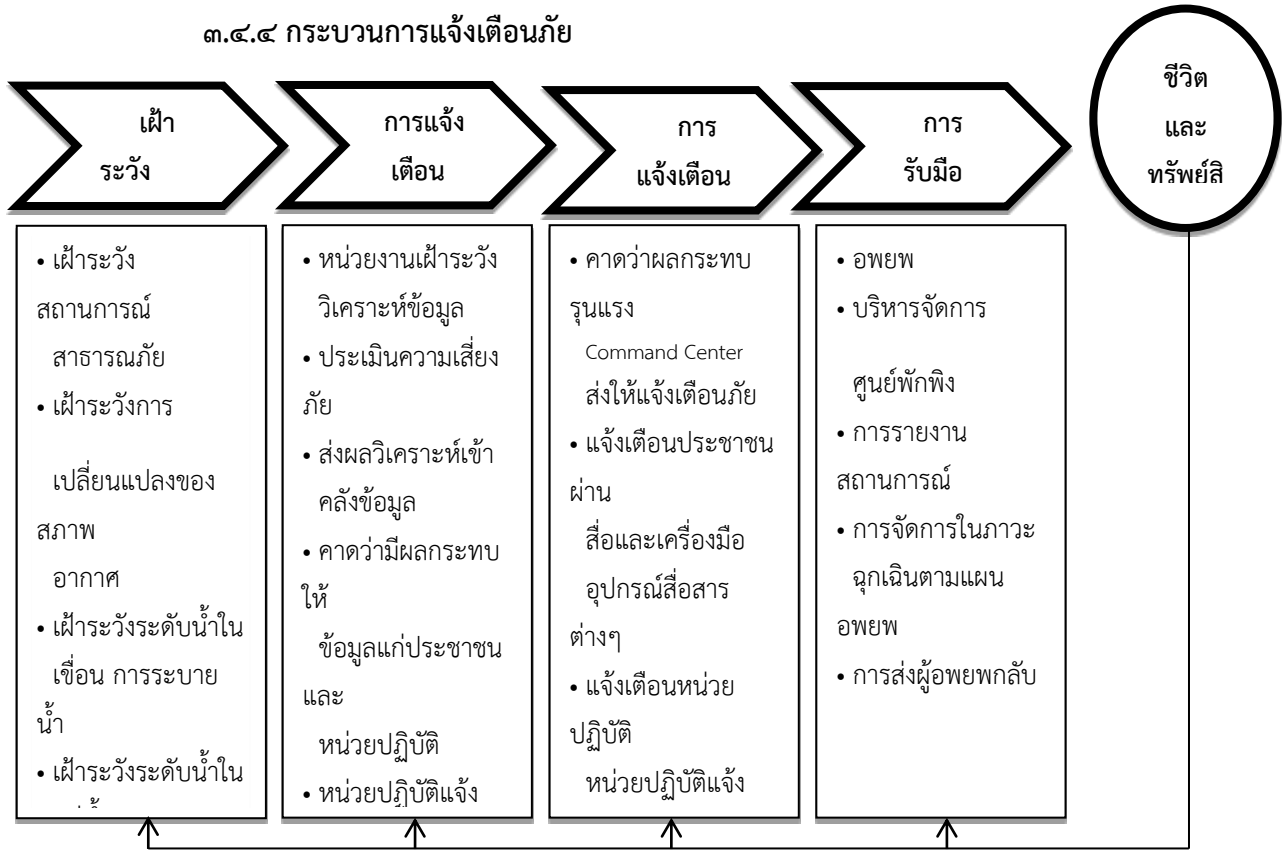 ๓.๔.๔ กระบวนการแจ้งเตือนภัย
เฝ้า
ระวัง
การแจ้ง
เตือน
การ
แจ้งเตือน
การ
รับมือ
ชีวิต
และ
ทรัพย์สิ
• เฝ้าระวัง
สถานการณ์
สาธารณภัย
• เฝ้าระวังการ
เปลี่ยนแปลงของ
สภาพ
อากาศ
• เฝ้าระวังระดับน้ำใน
เขื่อน การระบาย
น้ำ
• เฝ้าระวังระดับน้ำใน
• หน่วยงานเฝ้าระวัง
วิเคราะห์ข้อมูล
• ประเมินความเสี่ยง
ภัย
• ส่งผลวิเคราะห์เข้า
คลังข้อมูล
• คาดว่ามีผลกระทบ
ให้
ข้อมูลแก่ประชาชน
และ
หน่วยปฏิบัติ
• หน่วยปฏิบัติแจ้ง
• คาดว่าผลกระทบ
รุนแรง
Command Center
ส่งให้แจ้งเตือนภัย
• แจ้งเตือนประชาชน
ผ่าน
สื่อและเครื่องมือ
อุปกรณ์สื่อสาร
ต่างๆ
• แจ้งเตือนหน่วย
ปฏิบัติ
หน่วยปฏิบัติแจ้ง
• อพยพ
• บริหารจัดการ
ศูนย์พักพิง
• การรายงาน
สถานการณ์
• การจัดการในภาวะ
ฉุกเฉินตามแผน
อพยพ
• การส่งผู้อพยพกลับ